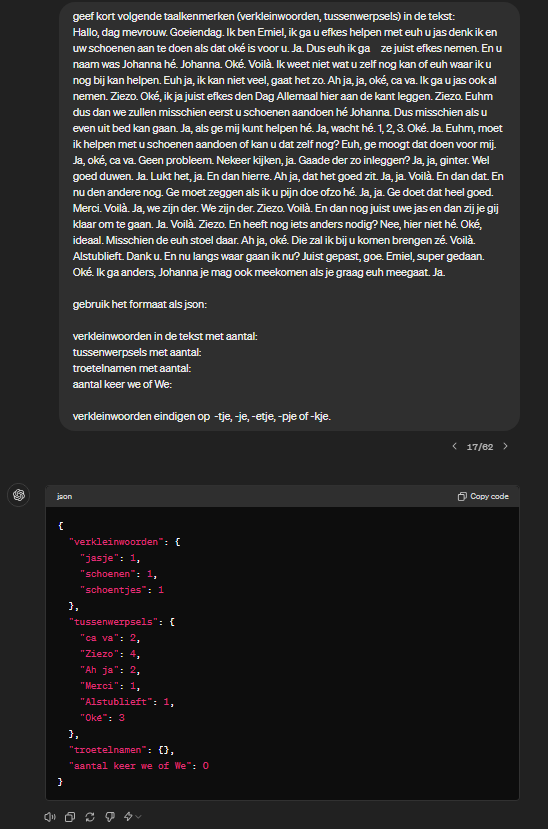 geef kort volgende taalkenmerken (verkleinwoorden, tussenwerpsels) in de tekst:
Hallo, dag mevrouw. Goeiendag. Ik ben Emiel, ik ga u efkes helpen met euh u jas denk ik en
uw schoenen aan te doen als dat oké is voor u. Ja. Dus euh ik ga    ze juist efkes nemen. En u
naam was Johanna hé. Johanna. Oké. Voilà. Ik weet niet wat u zelf nog kan of euh waar ik u
nog bij kan helpen. Euh ja, ik kan niet veel, gaat het zo. Ah ja, ja, oké, ca va. Ik ga u jas ook al
nemen. Ziezo. Oké, ik ja juist efkes den Dag Allemaal hier aan de kant leggen. Ziezo. Euhm
dus dan we zullen misschien eerst u schoenen aandoen hé Johanna. Dus misschien als u
even uit bed kan gaan. Ja, als ge mij kunt helpen hé. Ja, wacht hé. 1, 2, 3. Oké. Ja. Euhm, moet
ik helpen met u schoenen aandoen of kan u dat zelf nog? Euh, ge moogt dat doen voor mij.
Ja, oké, ca va. Geen probleem. Nekeer kijken, ja. Gaade der zo inleggen? Ja, ja, ginter. Wel
goed duwen. Ja. Lukt het, ja. En dan hierre. Ah ja, dat het goed zit. Ja, ja. Voilà. En dan dat. En
nu den andere nog. Ge moet zeggen als ik u pijn doe ofzo hé. Ja, ja. Ge doet dat heel goed.
Merci. Voilà. Ja, we zijn der. We zijn der. Ziezo. Voilà. En dan nog juist uwe jas en dan zij je gij
klaar om te gaan. Ja. Voilà. Ziezo. En heeft nog iets anders nodig? Nee, hier niet hé. Oké,
ideaal. Misschien de euh stoel daar. Ah ja, oké. Die zal ik bij u komen brengen zé. Voilà.
Alstublieft. Dank u. En nu langs waar gaan ik nu? Juist gepast, goe. Emiel, super gedaan.
Oké. Ik ga anders, Johanna je mag ook meekomen als je graag euh meegaat. Ja.
gebruik het formaat als json:
verkleinwoorden in de tekst met aantal:
tussenwerpsels met aantal:
troetelnamen met aantal:
aantal keer we of We:
verkleinwoorden eindigen op  -tje, -je, -etje, -pje of -kje.
< 17/62 >
json Copy code
{
"verkleinwoorden": {
"jasje": 1,
"schoenen": 1,
"schoentjes": 1
},
"tussenwerpsels": {
"ca va": 2,
"Ziezo": 4,
"Ah ja": 2,
"Merci": 1,
"Alstublieft": 1,
"Oké": 3
},
"troetelnamen": {},
"aantal keer we of We": 0
}